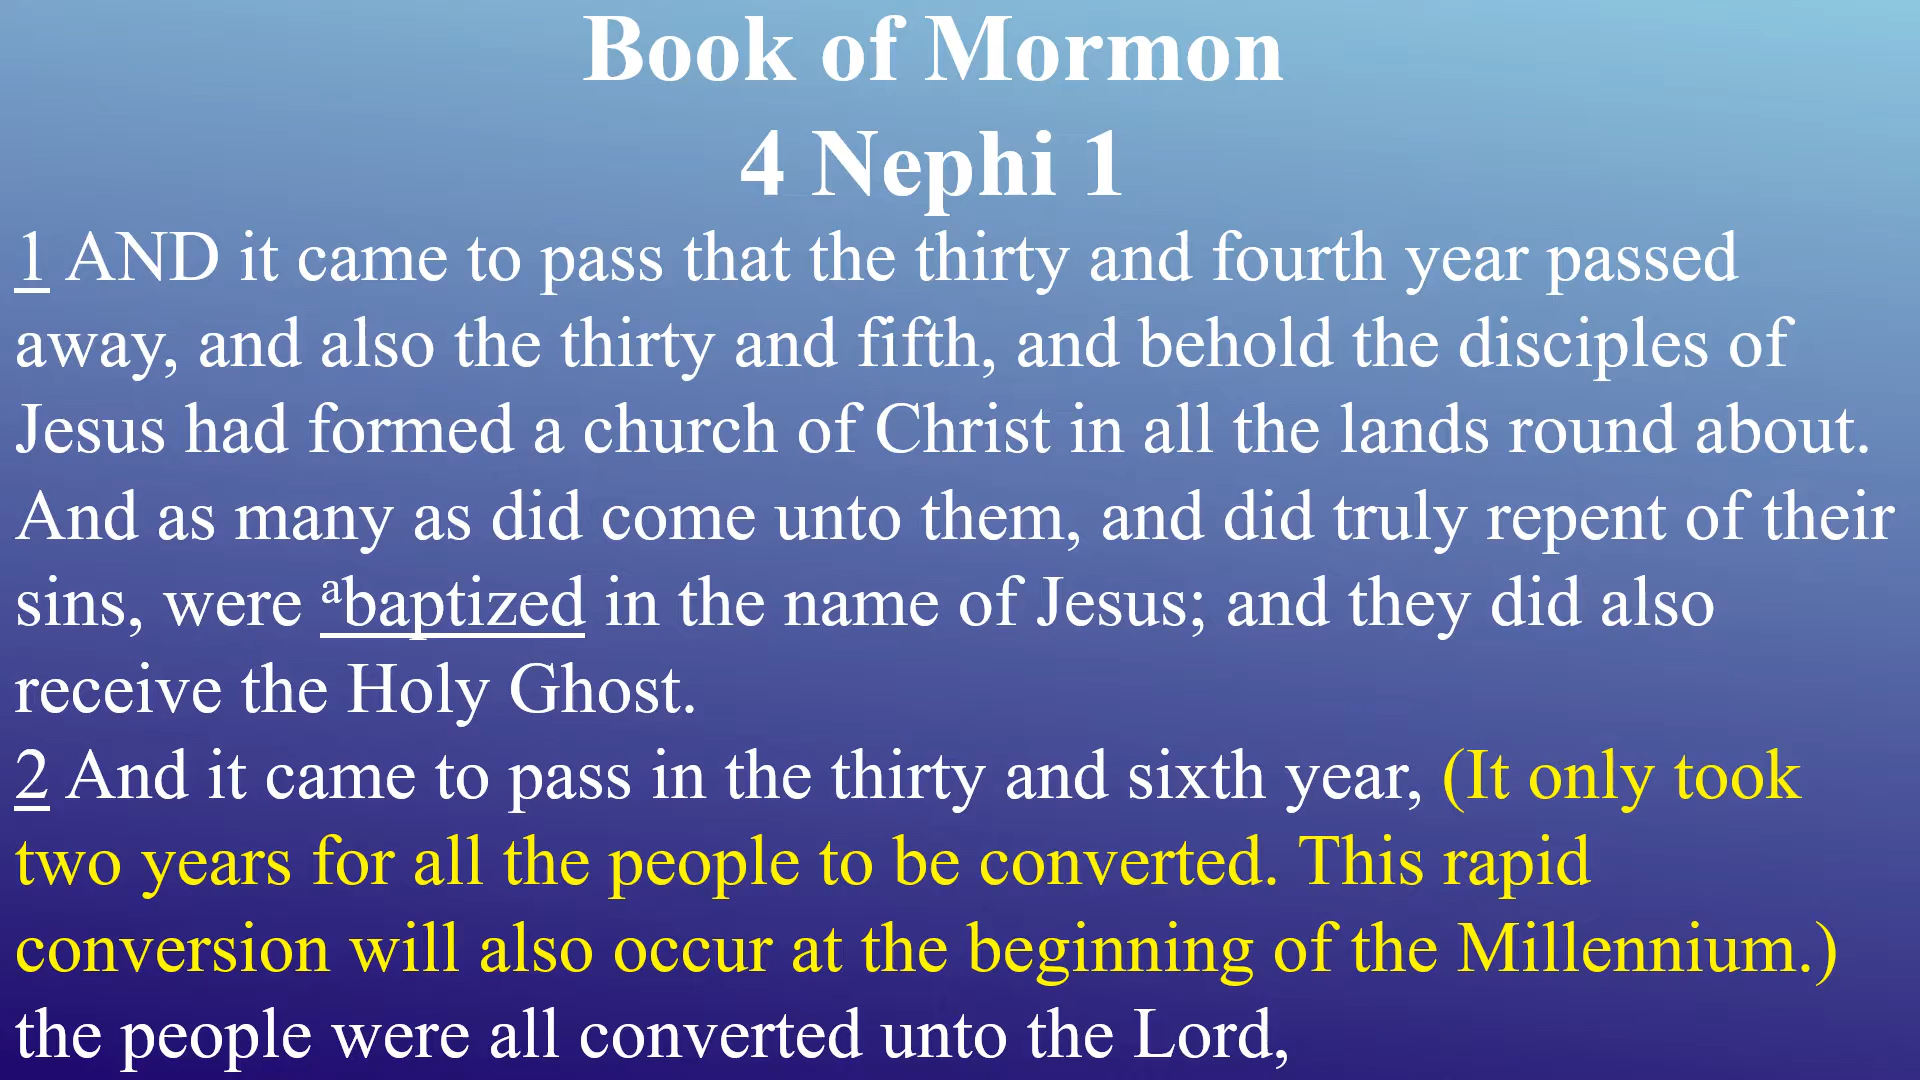 Book of Mormon
4 Nephi 1
1 AND it came to pass that the thirty and fourth year passed
away, and also the thirty and fifth, and behold the disciples of
Jesus had formed a church of Christ in all the lands round about.
And as many as did come unto them, and did truly repent of their
sins, were abaptized in the name of Jesus; and they did also
receive the Holy Ghost.
2 And it came to pass in the thirty and sixth year, (It only took
two years for all the people to be converted. This rapid
conversion will also occur at the beginning of the Millennium.)
the people were all converted unto the Lord,